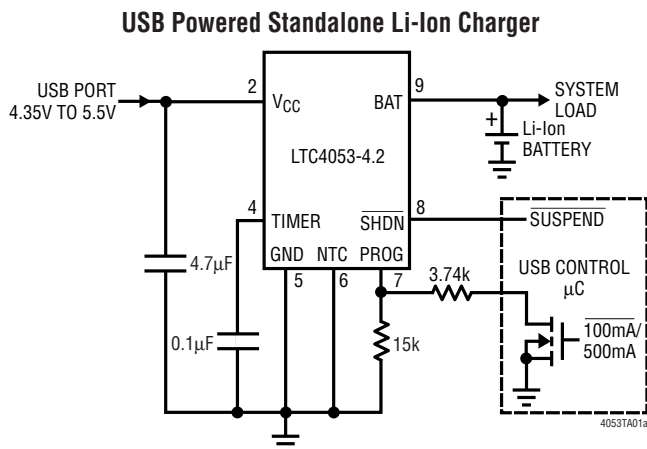 USB Powered Standalone Li-Ion Charger
USB PORT
4.35V TO 5.5V
2
VCC
BAT
9
SYSTEM
LOAD
+
Li-Ion
BATTERY
LTC4053-4.2
4
TIMER
SHDN
8
SUSPEND
GND
NTC
PROG
5
6
7
4.7µF
0.1µF
3.74k
15k
USB CONTROL
µC
100mA/
500mA
4053TA01a